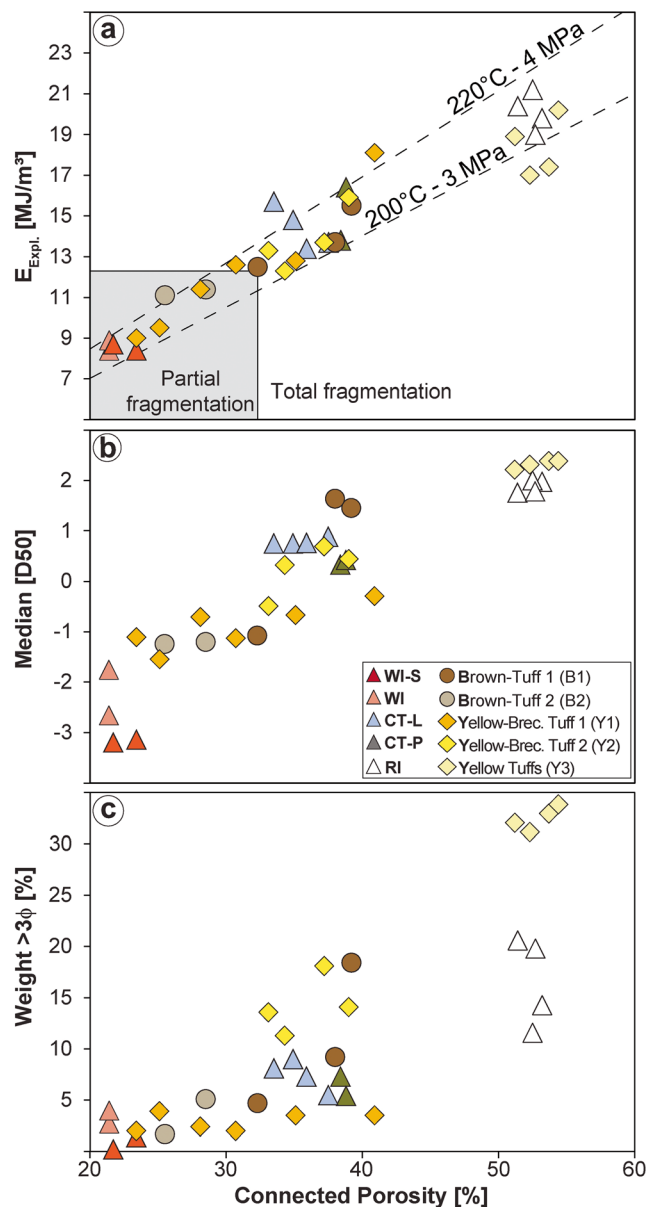 a
E_Expl. [MJ/m³]
23
21
19
17
15
13
11
9
7
220°C - 4 MPa
200°C - 3 MPa
Partial
fragmentation
Total fragmentation
b
Median [D50]
2
1
0
-1
-2
-3
WI-S
WI
CT-L
CT-P
RI
Brown-Tuff 1 (B1)
Brown-Tuff 2 (B2)
Yellow-Brec. Tuff 1 (Y1)
Yellow-Brec. Tuff 2 (Y2)
Yellow Tuffs (Y3)
c
Weight >3ϕ [%]
30
25
20
15
10
5
20
30
40
50
60
Connected Porosity [%]